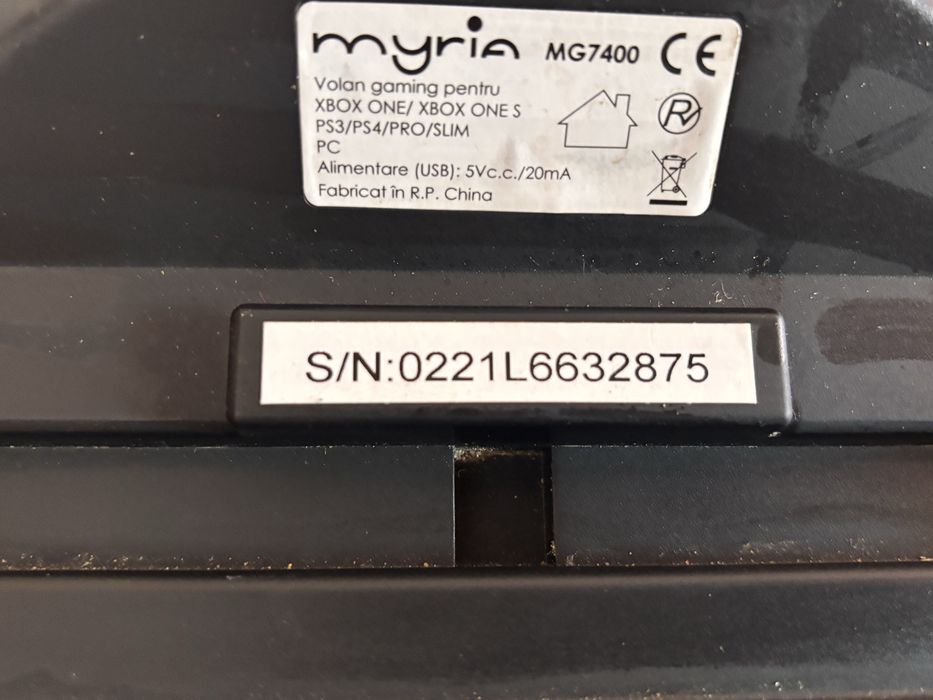 myria MG7400 CE
Volan gaming pentru
XBOX ONE/ XBOX ONE S
PS3/PS4/PRO/SLIM
PC
Alimentare (USB): 5Vc.c./20mA
Fabricat în R.P. China
S/N:0221L6632875